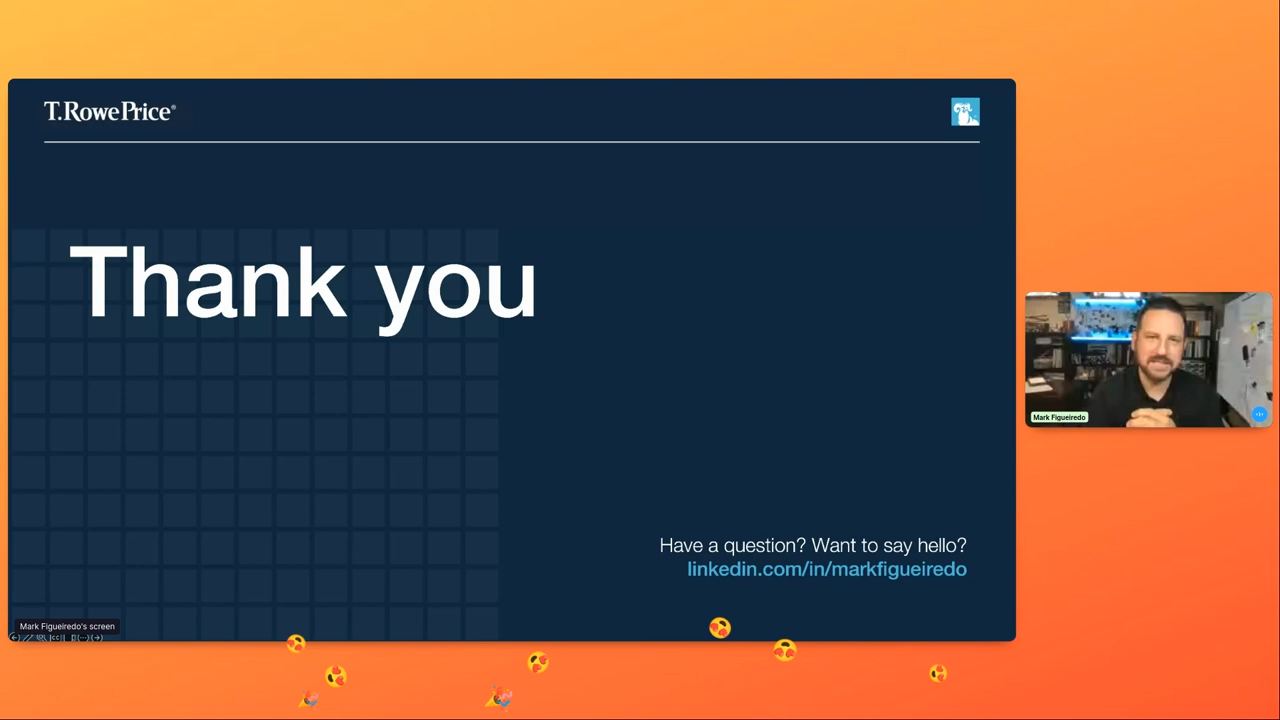 T.RowePrice®
Thank you
Have a question? Want to say hello?
linkedin.com/in/markfigueiredo
Mark Figueiredo's screen
Mark Figueiredo